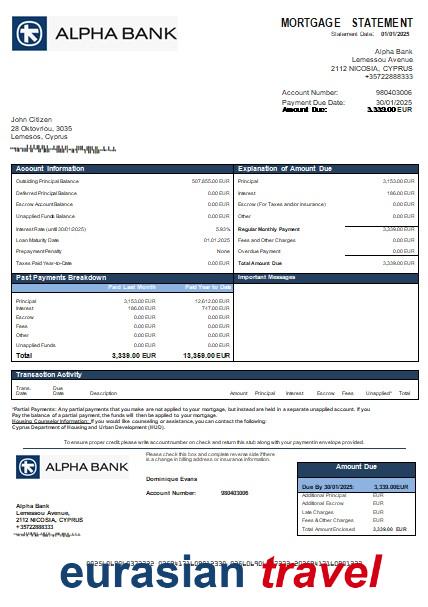 ALPHA BANK
MORTGAGE STATEMENT
Statement Date: 01/01/2025
Alpha Bank
Lemessou Avenue
2112 NICOSIA, CYPRUS
+35722888333
Account Number: 980403006
Payment Due Date: 30/01/2025
Amount Due: 3,339.00 EUR
John Citizen
28 Oktovriou, 3035
Lemesos, Cyprus
Account Information
Outstanding Principal Balance 507,855.00 EUR
Deferred Principal Balance 0.00 EUR
Escrow Account Balance 0.00 EUR
Unapplied Funds Balance 0.00 EUR
Interest Rate (until 30/01/2025) 5.93%
Loan Maturity Date 01.01.2025
Prepayment Penalty None
Taxes Paid Year-to-Date 0.00 EUR
Explanation of Amount Due
Principal 3,153.00 EUR
Interest 186.00 EUR
Escrow (For Taxes and/or Insurance) 0.00 EUR
Other 0.00 EUR
Regular Monthly Payment 3,339.00 EUR
Fees and Other Charges 0.00 EUR
Overdue Payment 0.00 EUR
Total Amount Due 3,339.00 EUR
Past Payments Breakdown
Paid Last Month Paid Year to Date
Principal 3,153.00 EUR 12,612.00 EUR
Interest 186.00 EUR 747.00 EUR
Escrow 0.00 EUR 0.00 EUR
Fees 0.00 EUR 0.00 EUR
Other 0.00 EUR 0.00 EUR
Unapplied Funds 0.00 EUR 0.00 EUR
Total 3,339.00 EUR 13,359.00 EUR
Important Messages
Transaction Activity
Trans. Date Due Date Description Amount Principal Interest Escrow Fees Unapplied* Total
*Partial Payments: Any partial payments that you make are not applied to your mortgage, but instead are held in a separate unapplied account. If you
Pay the balance of a partial payment, the funds will then be applied to your mortgage.
Housing Counselor Information: If you would like counseling or assistance, you can contact the following:
Cyprus Department of Housing and Urban Development (HUD).
To ensure proper credit, please write account number on check and return this stub along with your payment in envelope provided.
ALPHA BANK
Please check this box and complete reverse side if there
is a change in billing address or insurance information.
Dominique Evans
Account Number: 980403006
Alpha Bank
Lemessou Avenue,
2112 NICOSIA, CYPRUS
+35722888333
Amount Due
Due By 30/01/2025: 3,339.00EUR
Additional Principal EUR
Additional Escrow EUR
Late Charges EUR
Fees & Other Charges EUR
Total Amount Enclosed 3,339.00 EUR
eurasian travel